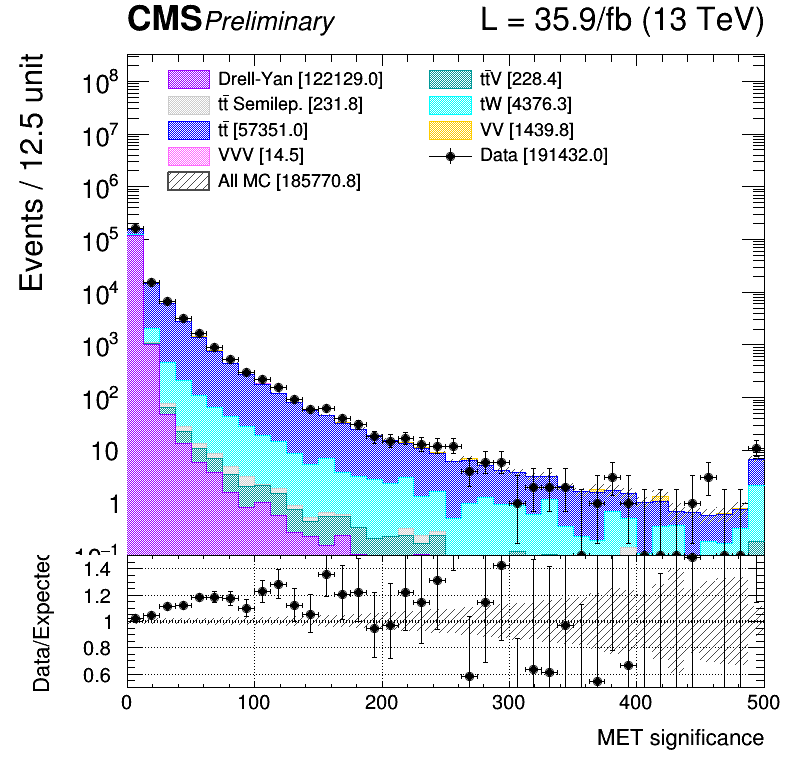 CMS Preliminary L = 35.9/fb (13 TeV)
Events / 12.5 unit
Drell-Yan [122129.0]
tt̄ Semilep. [231.8]
tt̄ [57351.0]
VVV [14.5]
All MC [185770.8]
tt̄V [228.4]
tW [4376.3]
VV [1439.8]
Data [191432.0]
10⁸
10⁷
10⁶
10⁵
10⁴
10³
10²
10
1
10⁻¹
Data/Expected
1.4
1.2
1
0.8
0.6
0 100 200 300 400 500
MET significance